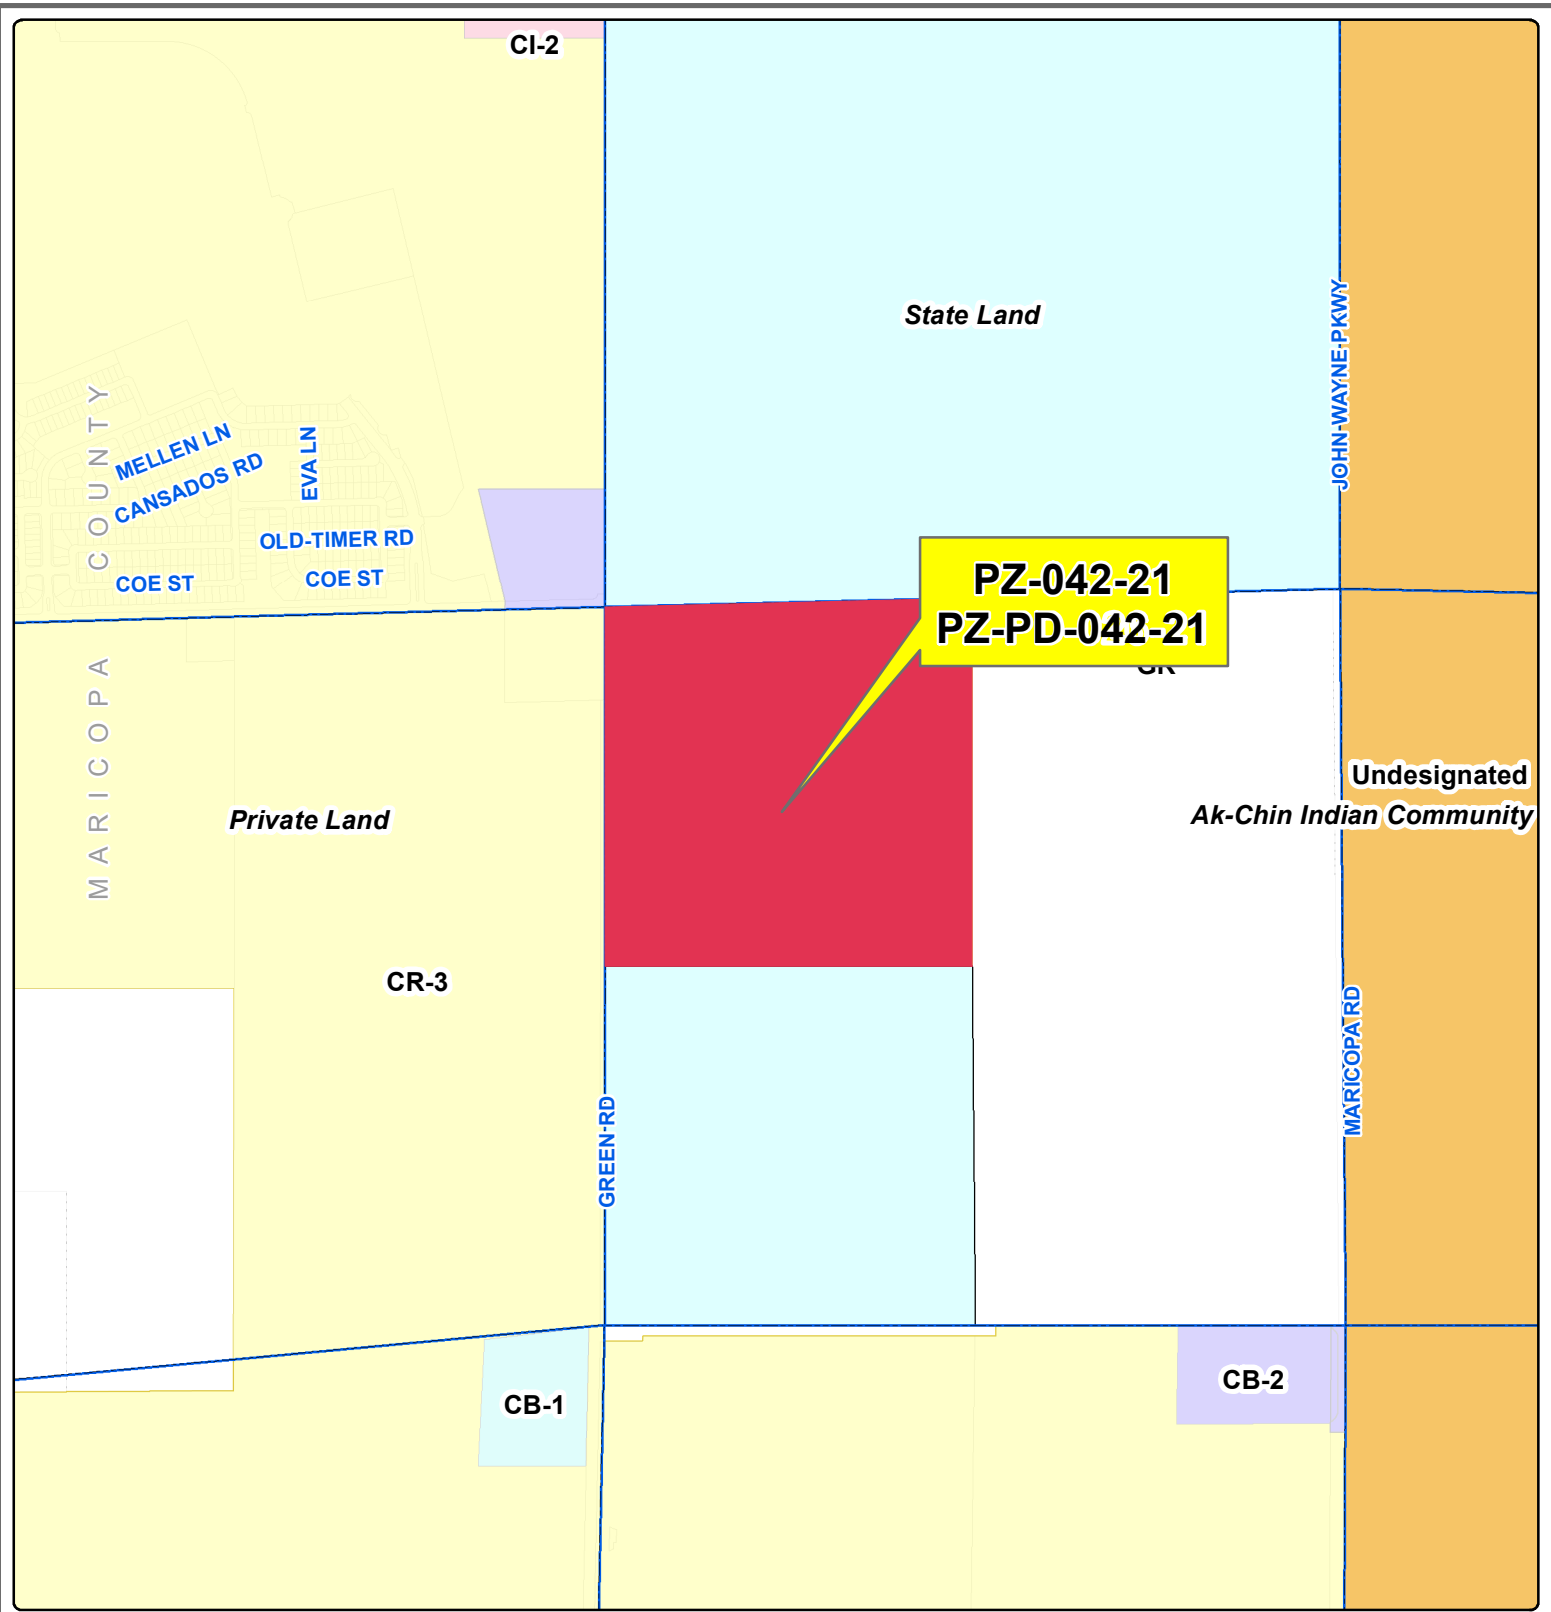 CI-2
State Land
JOHN-WAYNE-PKWY
COUNTY
MELLEN LN
CANSADOS RD
EVA LN
OLD-TIMER RD
COE ST
COE ST
PZ-042-21
PZ-PD-042-21
GR
MARICOPA
Private Land
Undesignated
Ak-Chin Indian Community
CR-3
MARICOPA RD
GREEN-RD
CB-1
CB-2